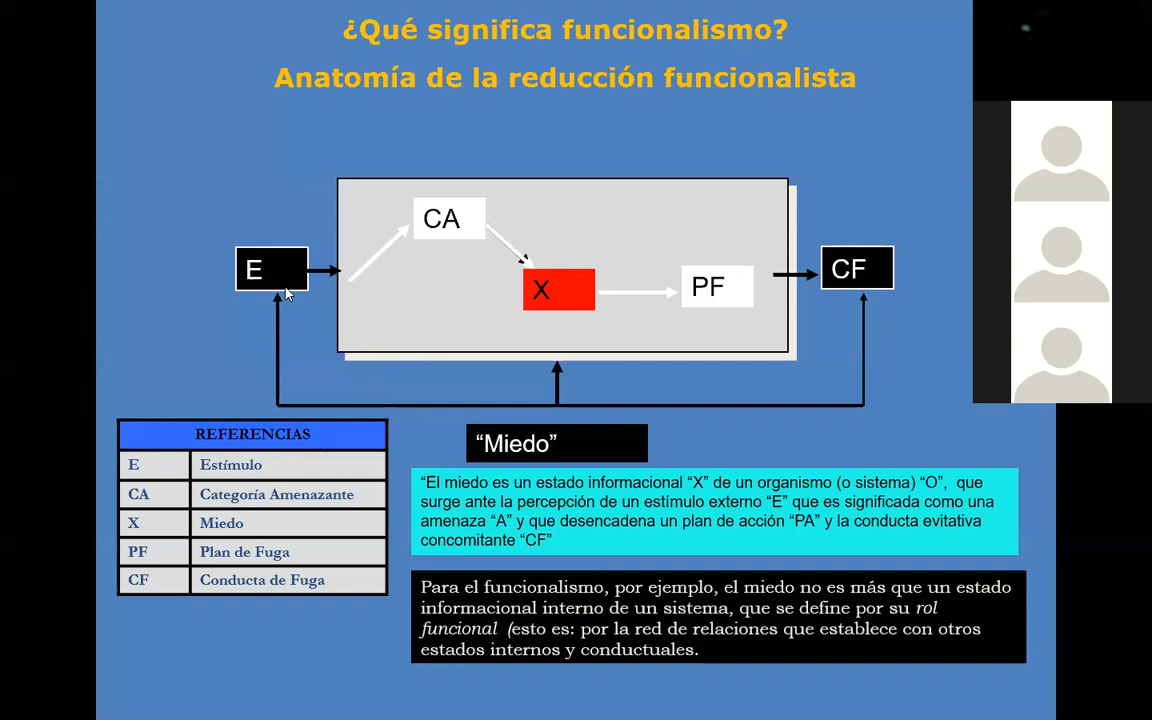 ¿Qué significa funcionalismo?
Anatomía de la reducción funcionalista
CA
E
X
PF
CF
REFERENCIAS
E Estímulo
CA Categoría Amenazante
X Miedo
PF Plan de Fuga
CF Conducta de Fuga
“Miedo”
“El miedo es un estado informacional “X” de un organismo (o sistema) “O”, que
surge ante la percepción de un estímulo externo “E” que es significada como una
amenaza “A” y que desencadena un plan de acción “PA” y la conducta evitativa
concomitante “CF”
Para el funcionalismo, por ejemplo, el miedo no es más que un estado
informacional interno de un sistema, que se define por su rol
funcional (esto es: por la red de relaciones que establece con otros
estados internos y conductuales.